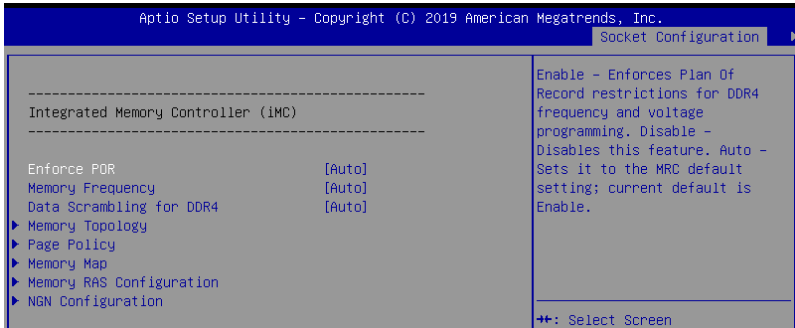 Aptio Setup Utility – Copyright (C) 2019 American Megatrends, Inc.
Socket Configuration
------------------------------------------------
Integrated Memory Controller (iMC)
------------------------------------------------
Enforce POR [Auto]
Memory Frequency [Auto]
Data Scrambling for DDR4 [Auto]
Memory Topology
Page Policy
Memory Map
Memory RAS Configuration
NGN Configuration
Enable – Enforces Plan Of
Record restrictions for DDR4
frequency and voltage
programming. Disable –
Disables this feature. Auto –
Sets it to the MRC default
setting; current default is
Enable.
→←: Select Screen